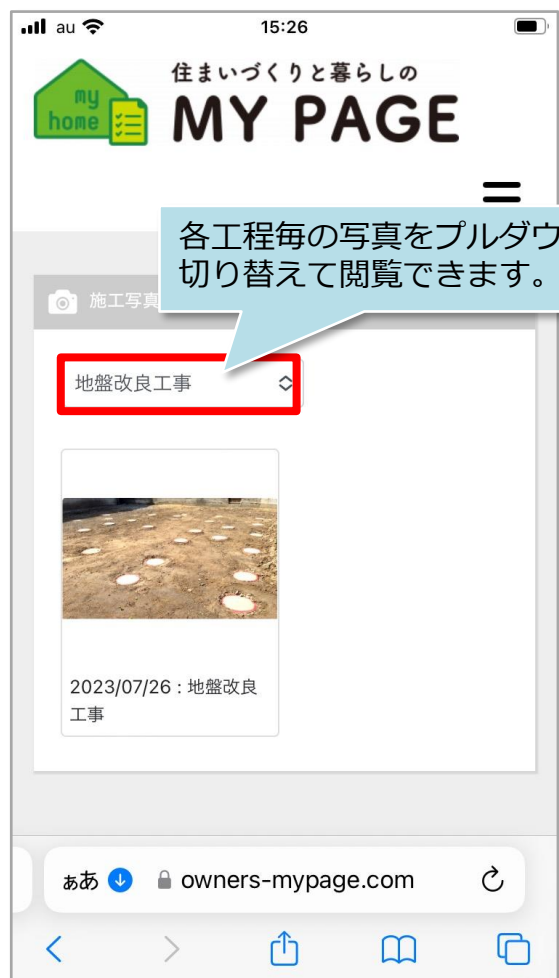 au
15:26
my
home
住まいづくりと暮らしの
MY PAGE
各工程毎の写真をプルダウ
切り替えて閲覧できます。
施工写真
地盤改良工事
2023/07/26 : 地盤改良
工事
ぁあ
owners-mypage.com